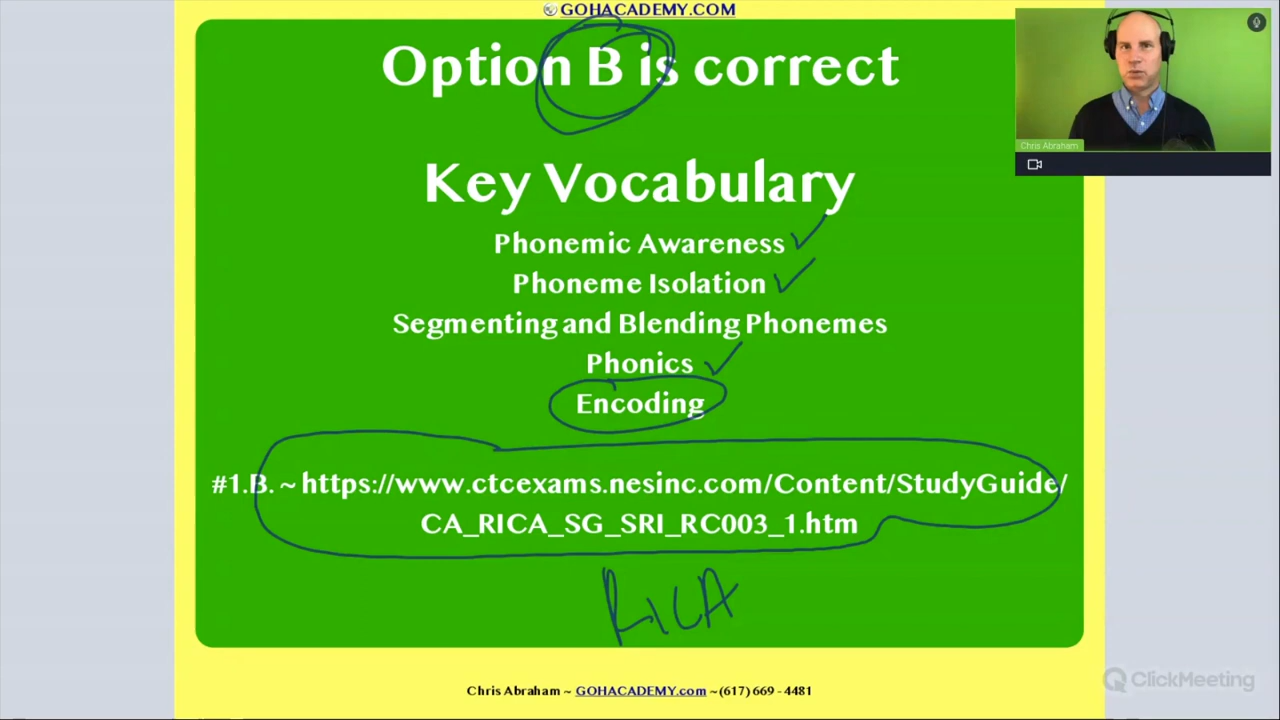 GOHACADEMY.COM
Option B is correct
Key Vocabulary
Phonemic Awareness
Phoneme Isolation
Segmenting and Blending Phonemes
Phonics
Encoding
#1.B. ~ https://www.ctcexams.nesinc.com/Content/StudyGuide/
CA_RICA_SG_SRI_RC003_1.htm
RICA
Chris Abraham ~ GOHACADEMY.com ~(617) 669 - 4481
Chris Abraham
ClickMeeting